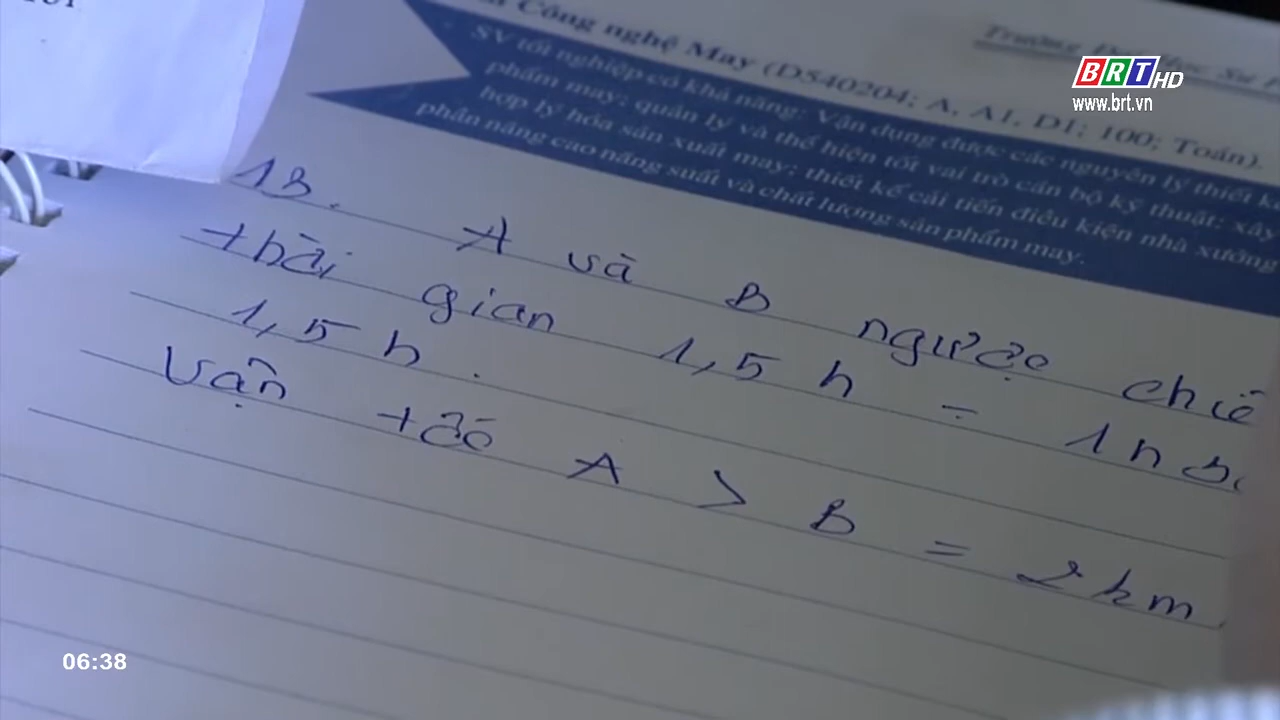 Công nghệ May (D540204; A, A1, D1; 100; Toán).
SV tốt nghiệp có khả năng: Vận dụng được các nguyên lý thiết
phẩm may; quản lý và thể hiện tốt vai trò cán bộ kỹ thuật; xây
hợp lý hóa sản xuất may; thiết kế cải tiến điều kiện nhà xưởng
phần nâng cao năng suất và chất lượng sản phẩm may.
BRT HD
www.brt.vn
13.
A và B ngược chiề
thời gian 1,5 h =
1,5 h.
Vận tốc A > B = 2km
06:38